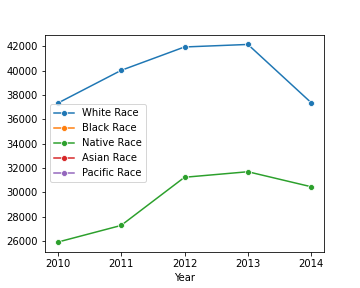 42000
40000
38000
36000
34000
32000
30000
28000
26000
White Race
Black Race
Native Race
Asian Race
Pacific Race
2010 2011 2012 2013 2014
Year